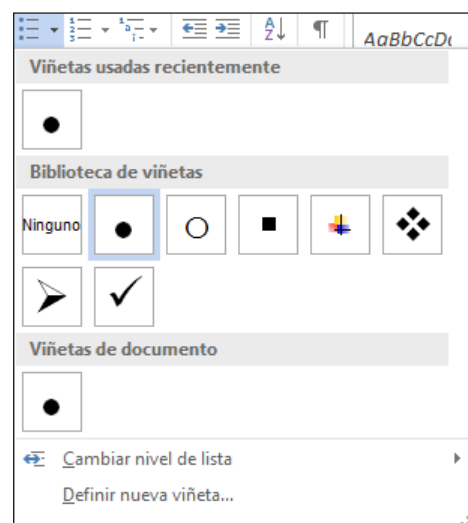 AaBbCcDc
Viñetas usadas recientemente
Biblioteca de viñetas
Ninguno
Viñetas de documento
Cambiar nivel de lista
Definir nueva viñeta...